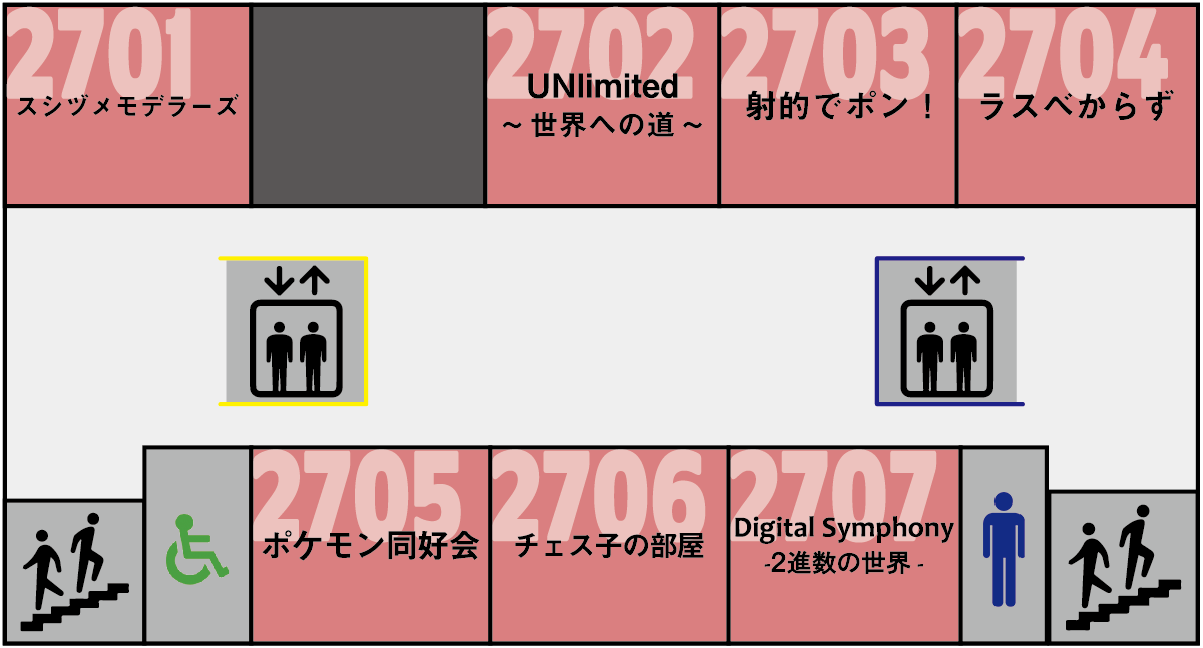 2701
スシヅメモデラーズ
2702
UNlimited
～世界への道～
2703
射的でポン！
2704
ラスベからず
2705
ポケモン同好会
2706
チェス子の部屋
2707
Digital Symphony
-2進数の世界-